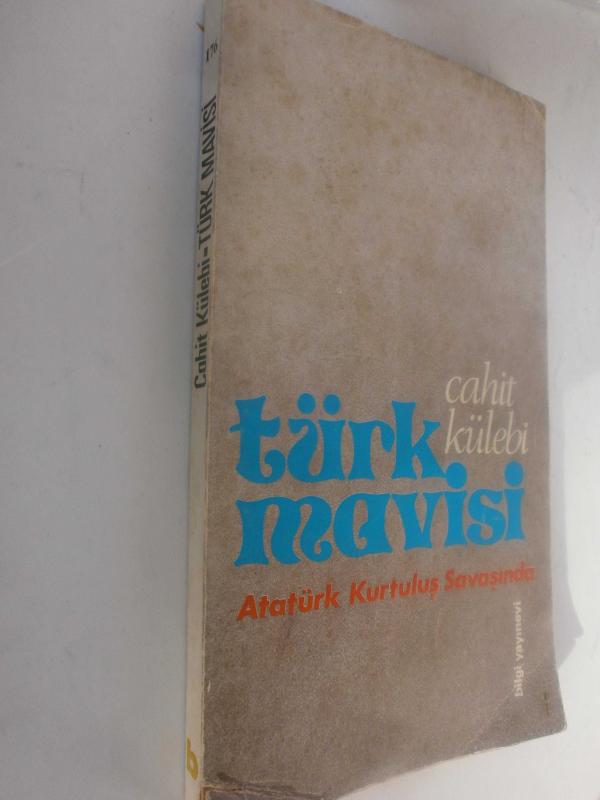 176
Cahit Külebi-TÜRK MAVİSİ
b
cahit
külebi
türk
mavisi
Atatürk Kurtuluş Savaşında
bilgi yayınevi